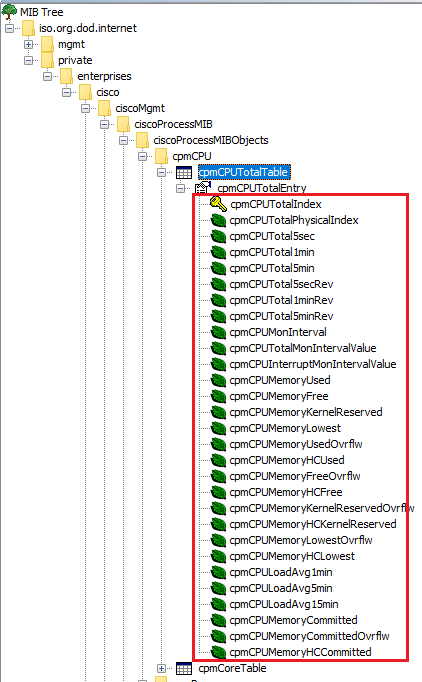 MIB Tree
iso.org.dod.internet
mgmt
private
enterprises
cisco
ciscoMgmt
ciscoProcessMIB
ciscoProcessMIBObjects
cpmCPU
cpmCPUTotalTable
cpmCPUTotalEntry
cpmCPUTotalIndex
cpmCPUTotalPhysicalIndex
cpmCPUTotal5sec
cpmCPUTotal1min
cpmCPUTotal5min
cpmCPUTotal5secRev
cpmCPUTotal1minRev
cpmCPUTotal5minRev
cpmCPUMonInterval
cpmCPUTotalMonIntervalValue
cpmCPUInterruptMonIntervalValue
cpmCPUMemoryUsed
cpmCPUMemoryFree
cpmCPUMemoryKernelReserved
cpmCPUMemoryLowest
cpmCPUMemoryUsedOvrflw
cpmCPUMemoryHCUsed
cpmCPUMemoryFreeOvrflw
cpmCPUMemoryHCFree
cpmCPUMemoryKernelReservedOvrflw
cpmCPUMemoryHCKernelReserved
cpmCPUMemoryLowestOvrflw
cpmCPUMemoryHCLowest
cpmCPULoadAvg1min
cpmCPULoadAvg5min
cpmCPULoadAvg15min
cpmCPUMemoryCommitted
cpmCPUMemoryCommittedOvrflw
cpmCPUMemoryHCCommitted
cpmCoreTable